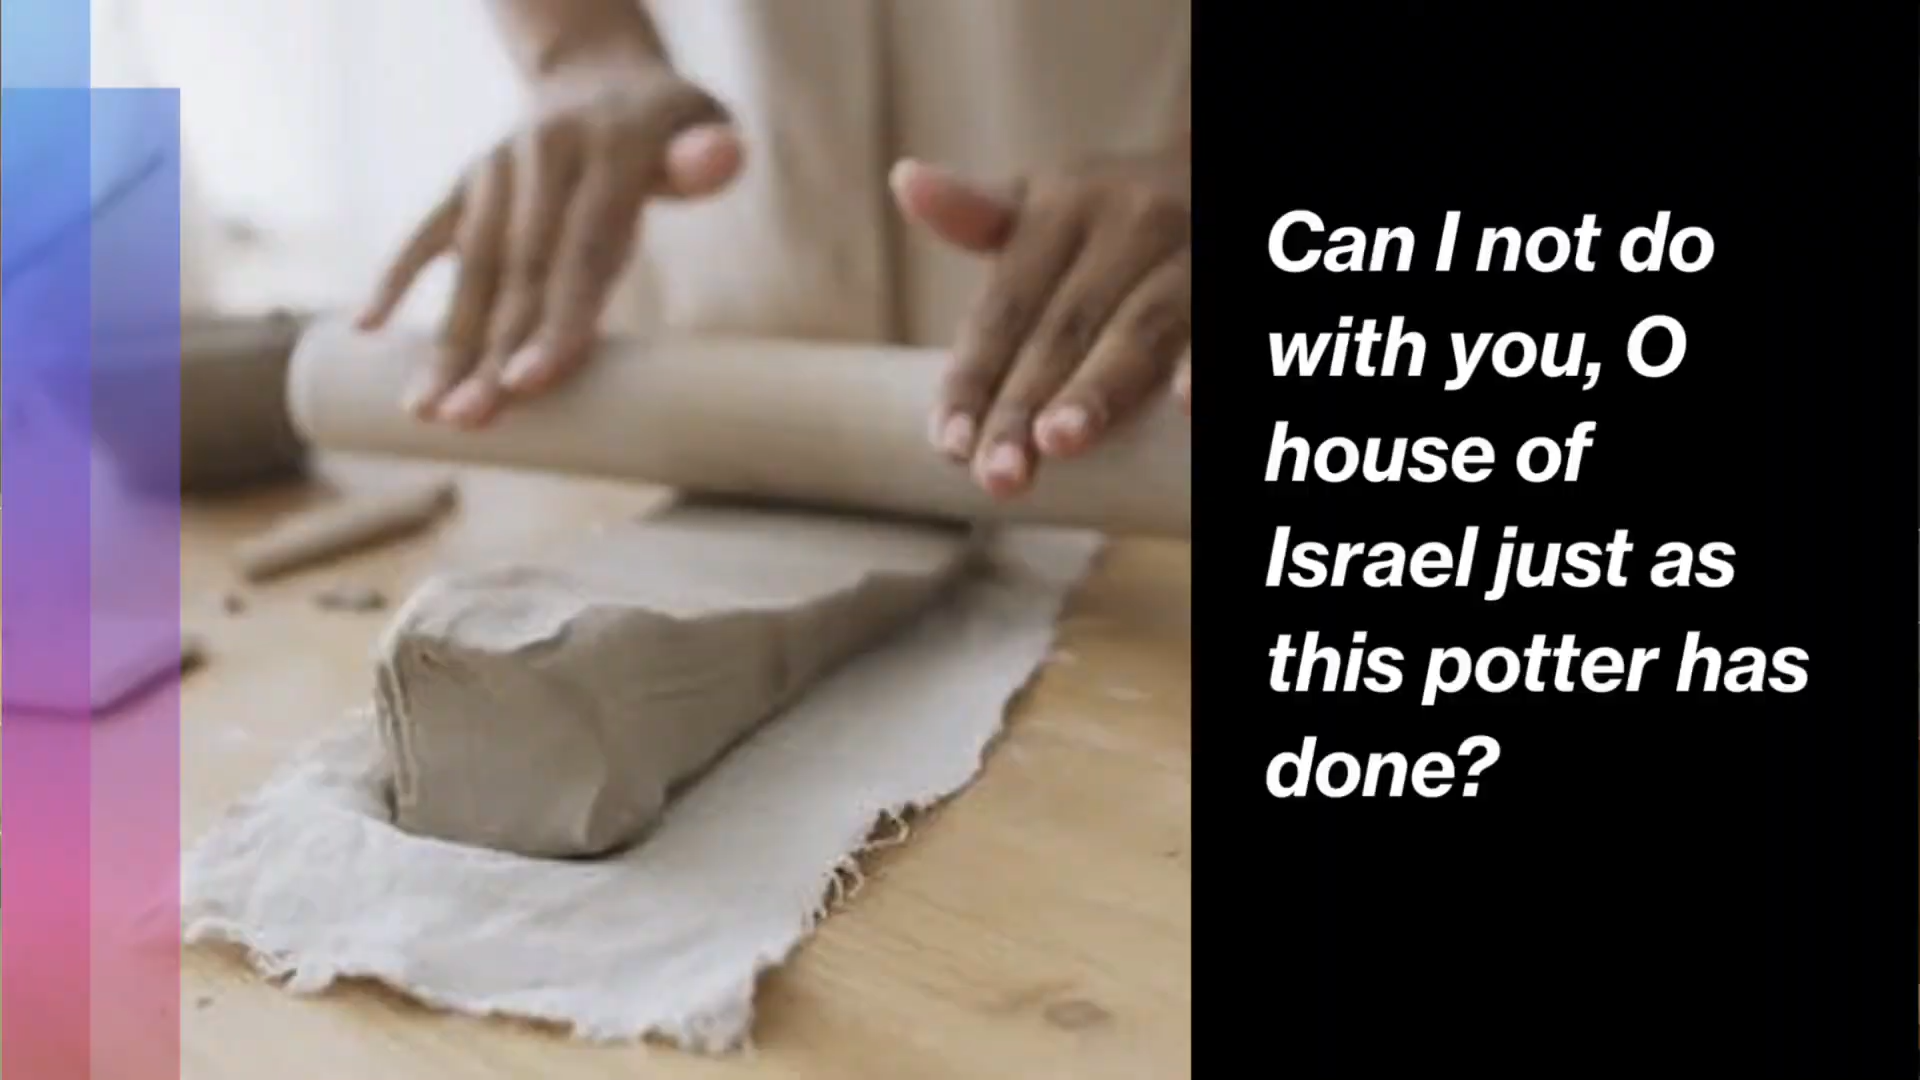 Can I not do
with you, O
house of
Israel just as
this potter has
done?